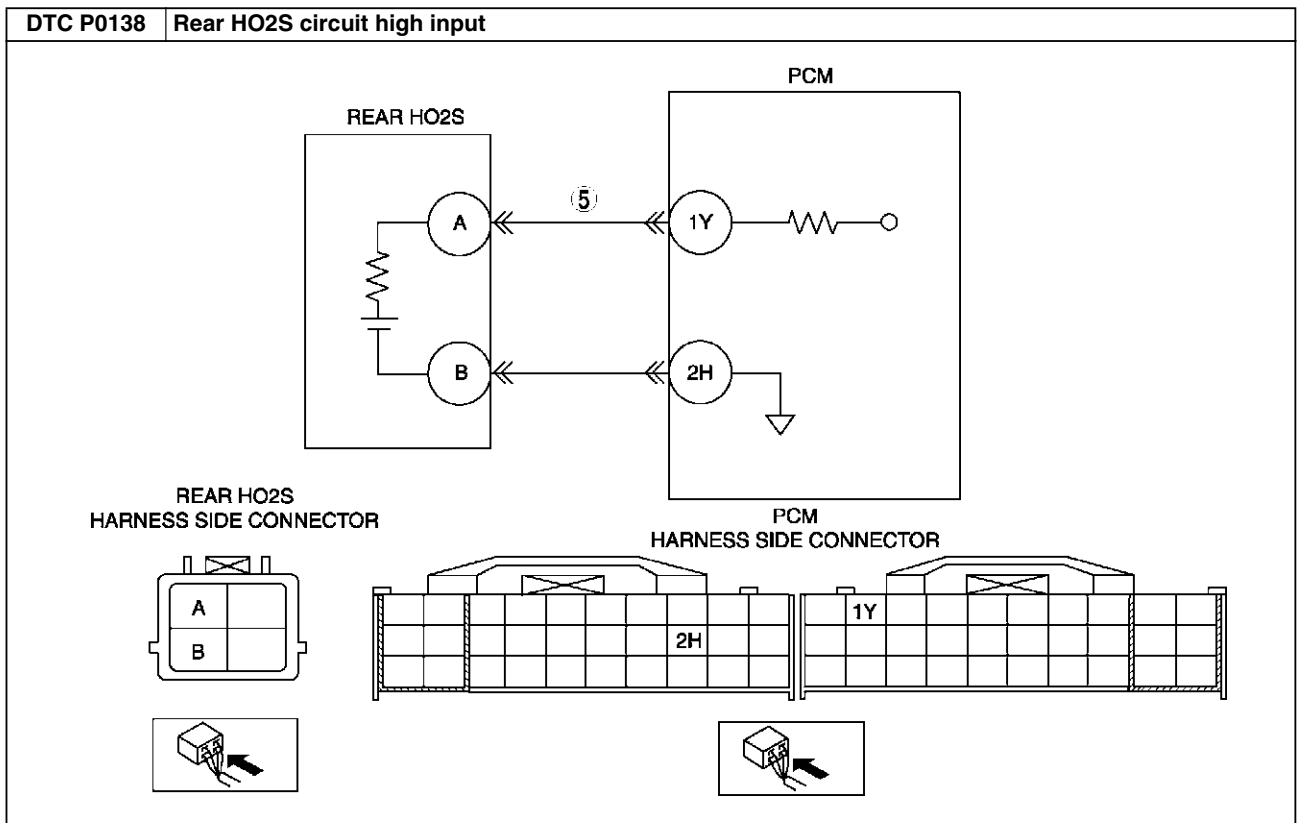 DTC P0138 Rear HO2S circuit high input
PCM
REAR HO2S
5
A
1Y
B
2H
REAR HO2S
HARNESS SIDE CONNECTOR
PCM
HARNESS SIDE CONNECTOR
A
B
2H
1Y